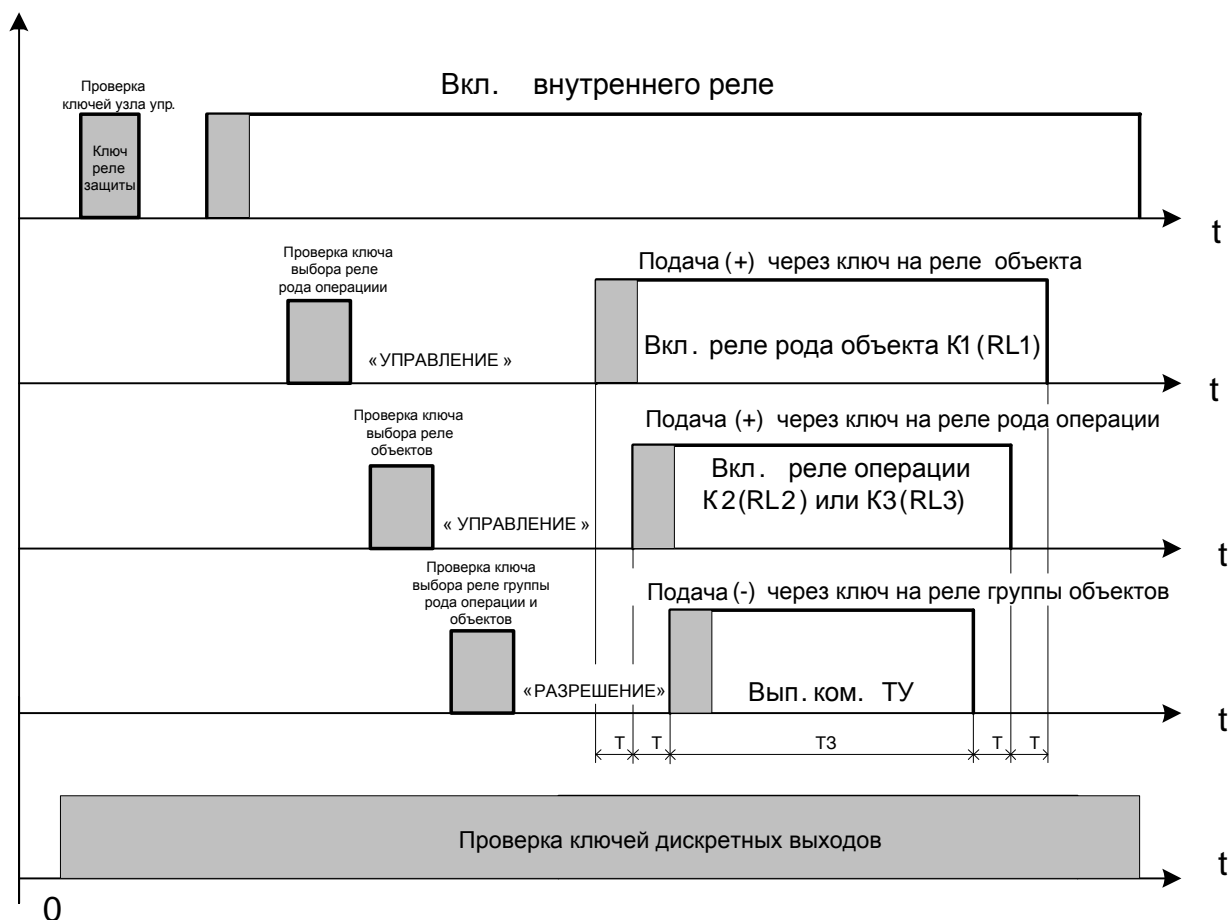 Проверка
ключей узла упр.
Вкл. внутреннего реле
Ключ
реле
защиты
t
Проверка ключа
выбора реле
рода операциии
Подача (+) через ключ на реле объекта
«УПРАВЛЕНИЕ »
Вкл. реле рода объекта К1 (RL1)
t
Проверка ключа
выбора реле
объектов
Подача (+) через ключ на реле рода операции
Вкл. реле операции
К2(RL2) или К3(RL3)
« УПРАВЛЕНИЕ »
t
Проверка ключа
выбора реле группы
рода операции и
объектов
Подача (-) через ключ на реле группы объектов
«РАЗРЕШЕНИЕ»
Вып. ком. ТУ
t
Т Т ТЗ Т Т
Проверка ключей дискретных выходов
t
0